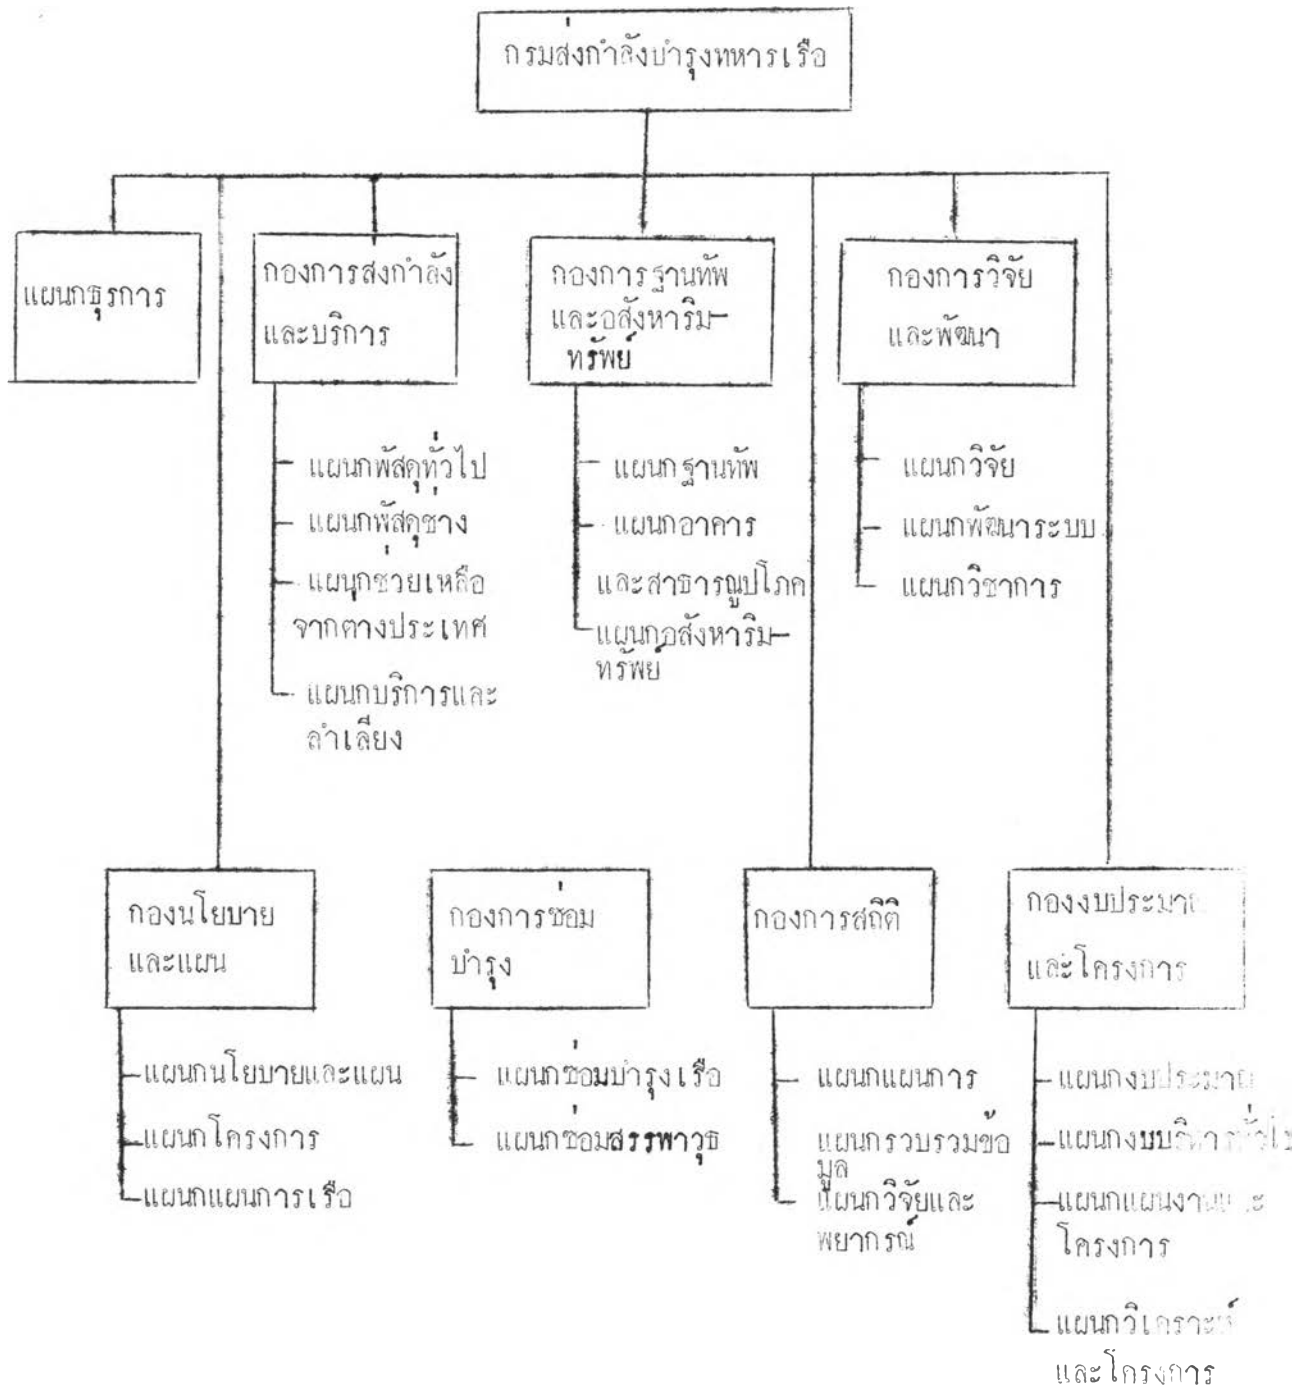 กรมส่งกำลังบำรุงทหารเรือ
แผนกธุรการ
กองการส่งกำลัง
และบริการ
กองการฐานทัพ
และอสังหาริม-
ทรัพย์
กองการวิจัย
และพัฒนา
แผนกพัสดุทั่วไป
แผนกพัสดุช่าง
แผนกช่วยเหลือ
จากต่างประเทศ
แผนกบริการและ
ลำเลียง
แผนกฐานทัพ
แผนกอาคาร
และสาธารณูปโภค
แผนกอสังหาริม-
ทรัพย์
แผนกวิจัย
แผนกพัฒนาระบบ
แผนกวิชาการ
กองนโยบาย
และแผน
กองการซ่อม
บำรุง
กองการสถิติ
กองงบประมาณ
และโครงการ
แผนกนโยบายและแผน
แผนกโครงการ
แผนกแผนการเรือ
แผนกซ่อมบำรุงเรือ
แผนกซ่อมสรรพาวุธ
แผนกแผนการ
แผนกรวบรวมข้อ
มูล
แผนกวิจัยและ
พยากรณ์
แผนกงบประมาณ
แผนกงบบริหารทั่วไป
แผนกแผนงานและ
โครงการ
แผนกวิเคราะห์
และโครงการ